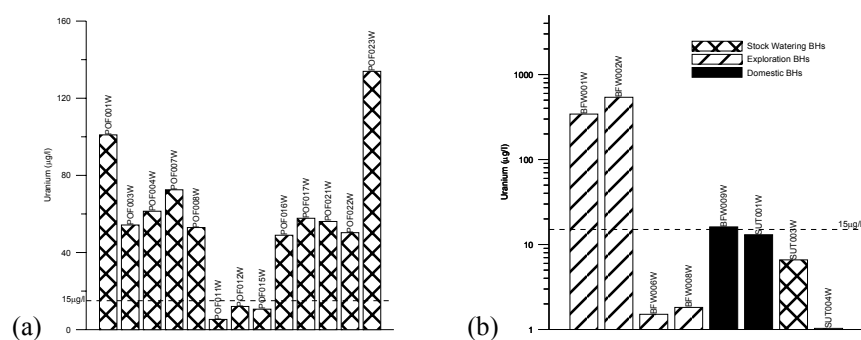 160
120
80
40
0
Uranium (µg/l)
15µg/l
POF001W
POF003W
POF004W
POF007W
POF008W
POF011W
POF012W
POF015W
POF016W
POF017W
POF021W
POF022W
POF023W
(a)
1000
100
10
1
Uranium (µg/l)
BFW001W
BFW002W
BFW006W
BFW008W
BFW009W
SUT001W
SUT003W
SUT004W
Stock Watering BHs
Exploration BHs
Domestic BHs
15µg/l
(b)